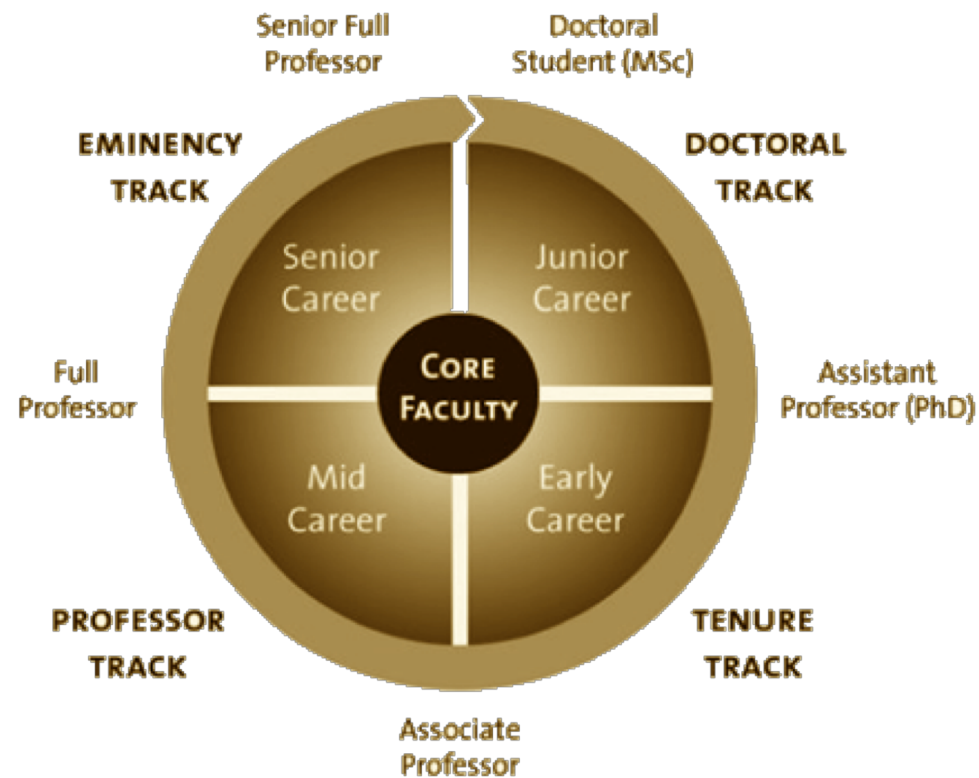 Senior Full
Professor
Doctoral
Student (MSc)
EMINENCY
TRACK
DOCTORAL
TRACK
Senior
Career
Junior
Career
Full
Professor
CORE
FACULTY
Assistant
Professor (PhD)
Mid
Career
Early
Career
PROFESSOR
TRACK
TENURE
TRACK
Associate
Professor